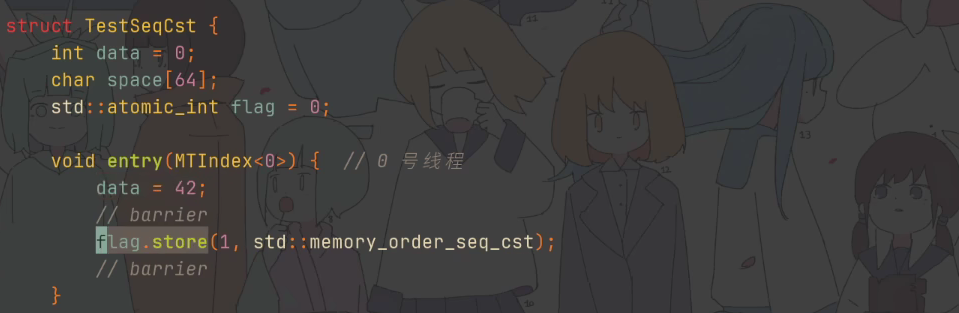 struct TestSeqCst {
    int data = 0;
    char space[64];
    std::atomic_int flag = 0;
    void entry(MTIndex<0>) {  // 0 号线程
        data = 42;
        // barrier
        flag.store(1, std::memory_order_seq_cst);
        // barrier
    }